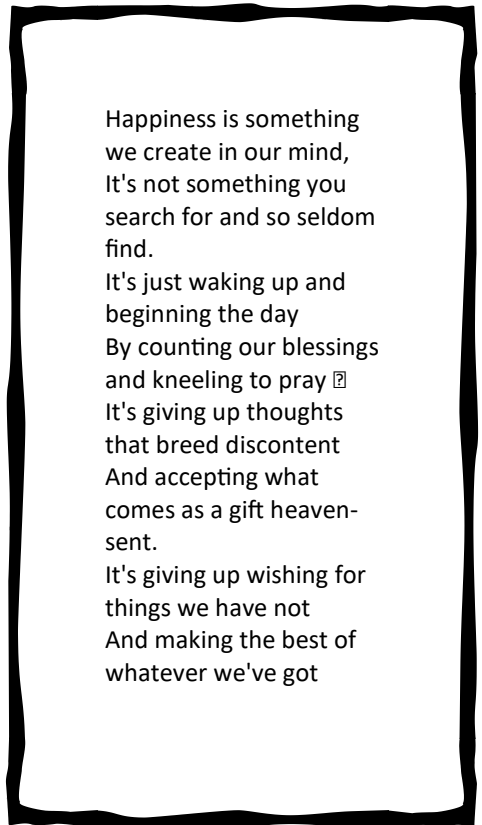 Happiness is something
we create in our mind,
It's not something you
search for and so seldom
find.
It's just waking up and
beginning the day
By counting our blessings
and kneeling to pray ⍰
It's giving up thoughts
that breed discontent
And accepting what
comes as a gift heaven-
sent.
It's giving up wishing for
things we have not
And making the best of
whatever we've got